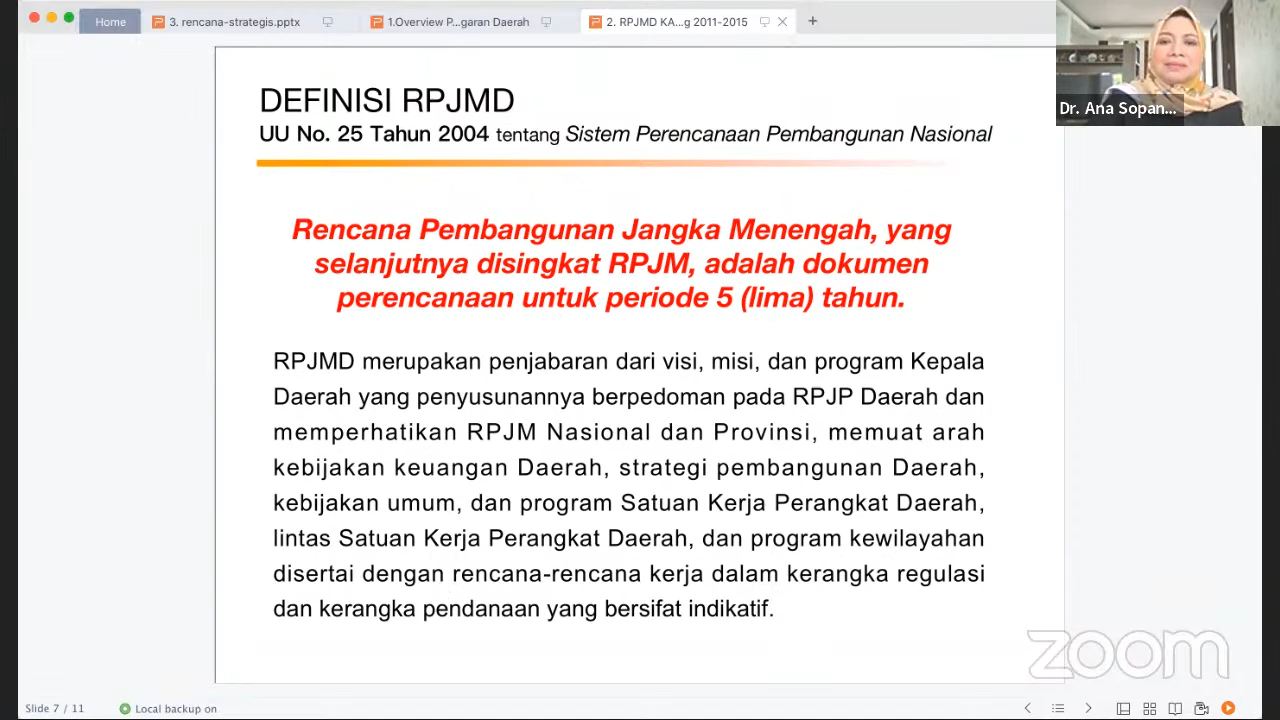 Home
3. rencana-strategis.pptx
1.Overview P...garan Daerah
2. RPJMD KA...g 2011-2015
Dr. Ana Sopan...
DEFINISI RPJMD
UU No. 25 Tahun 2004 tentang Sistem Perencanaan Pembangunan Nasional
Rencana Pembangunan Jangka Menengah, yang
selanjutnya disingkat RPJM, adalah dokumen
perencanaan untuk periode 5 (lima) tahun.
RPJMD merupakan penjabaran dari visi, misi, dan program Kepala
Daerah yang penyusunannya berpedoman pada RPJP Daerah dan
memperhatikan RPJM Nasional dan Provinsi, memuat arah
kebijakan keuangan Daerah, strategi pembangunan Daerah,
kebijakan umum, dan program Satuan Kerja Perangkat Daerah,
lintas Satuan Kerja Perangkat Daerah, dan program kewilayahan
disertai dengan rencana-rencana kerja dalam kerangka regulasi
dan kerangka pendanaan yang bersifat indikatif.
zoom
Slide 7 / 11
Local backup on